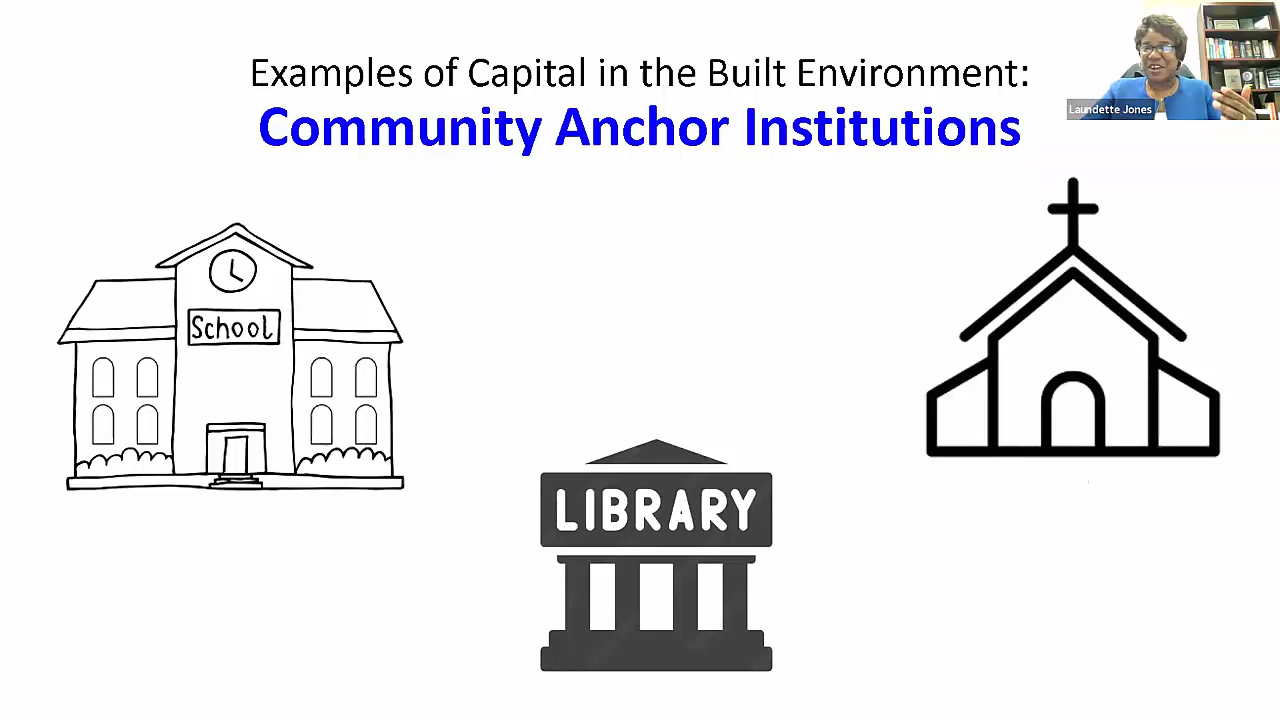 Examples of Capital in the Built Environment:
Community Anchor Institutions
Laundette Jones
School
LIBRARY